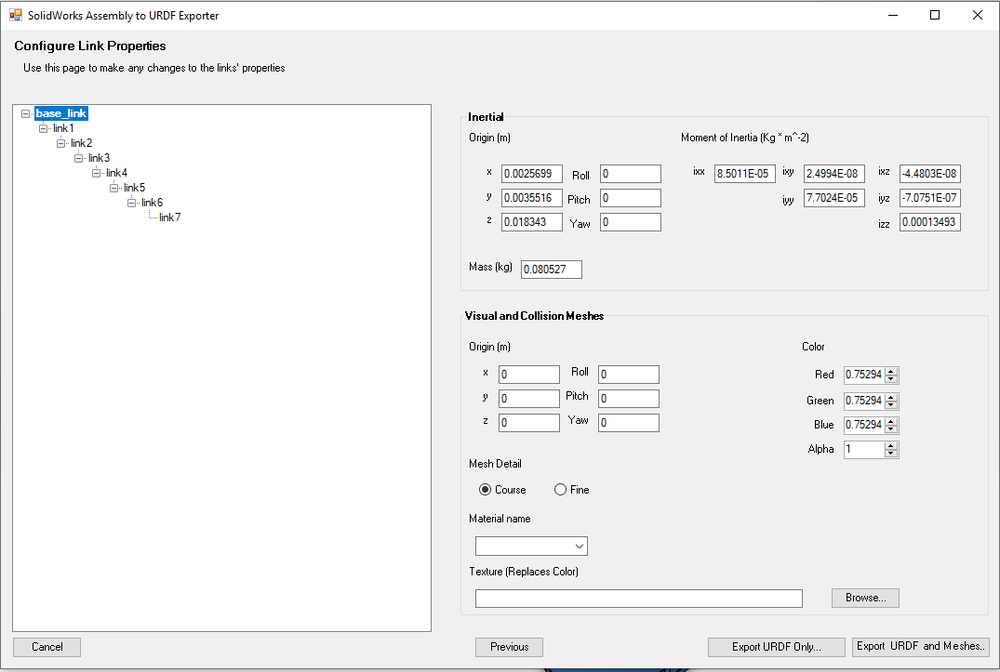 SolidWorks Assembly to URDF Exporter
Configure Link Properties
Use this page to make any changes to the links' properties
base_link
link1
link2
link3
link4
link5
link6
link7
Inertial
Origin (m)
Moment of Inertia (Kg * m^-2)
x 0.0025699 Roll 0 ixx 8.5011E-05 ixy 2.4994E-08 ixz -4.4803E-08
y 0.0035516 Pitch 0 iyy 7.7024E-05 iyz -7.0751E-07
z 0.018343 Yaw 0 izz 0.00013493
Mass (kg) 0.080527
Visual and Collision Meshes
Origin (m)
Color
x 0 Roll 0 Red 0.75294
y 0 Pitch 0 Green 0.75294
z 0 Yaw 0 Blue 0.75294
Alpha 1
Mesh Detail
Course Fine
Material name
Texture (Replaces Color)
Browse...
Cancel Previous Export URDF Only... Export URDF and Meshes..